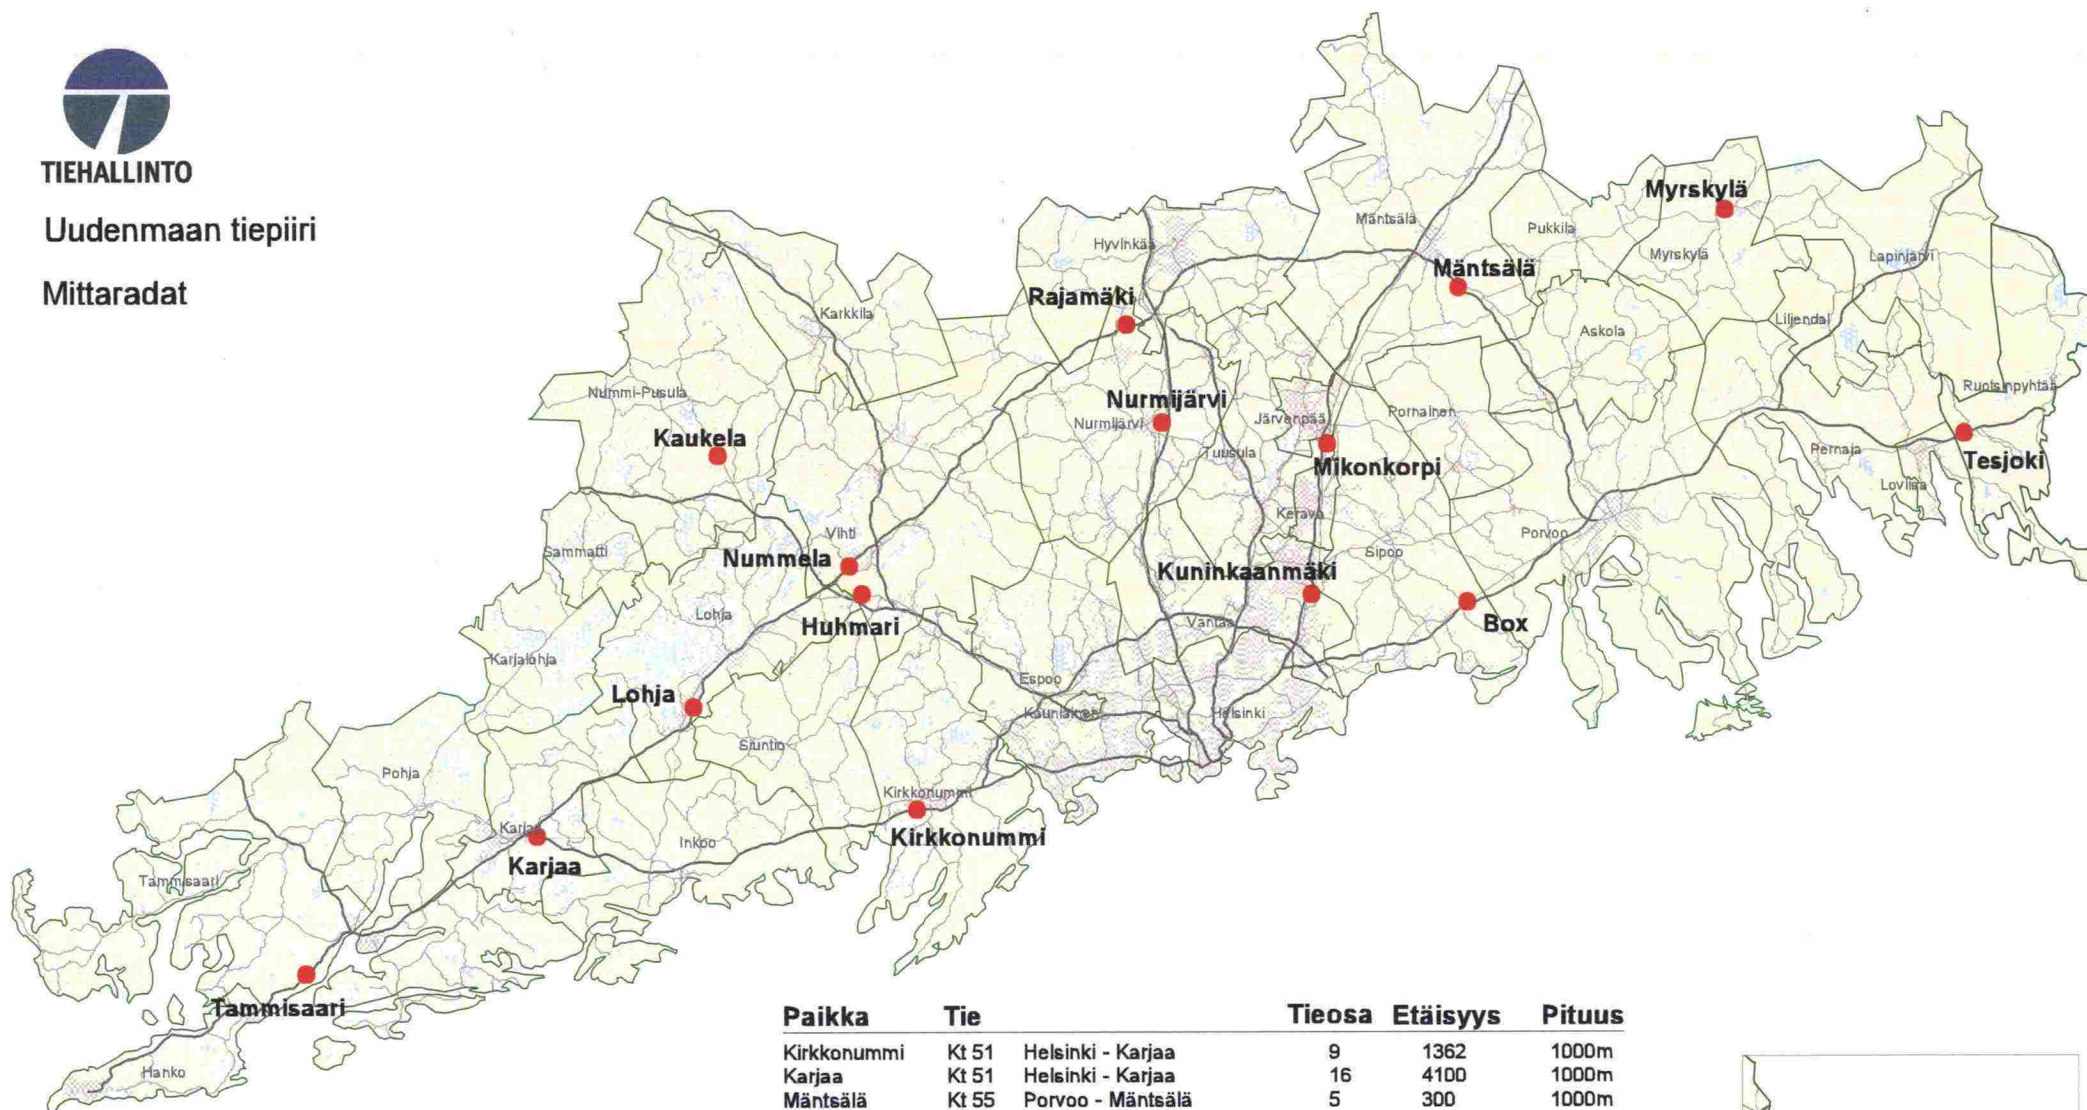 TIEHALLINTO
Uudenmaan tiepiiri
Mittaradat
Myrskylä
Mäntsälä
Pukkila
Hyvinkää
Myrskylä
Lapinjärvi
Mäntsälä
Rajamäki
Karkkila
Liljendal
Askola
Nummi-Pusula
Ruotsinpyhtää
Nurmijärvi
Järvenpää
Pornainen
Nurmijärvi
Kaukela
Tuusula
Mikonkorpi
Pernaja
Tesjoki
Loviisa
Kerava
Vihti
Porvoo
Sammatti
Sipoo
Nummela
Kuninkaanmäki
Lohja
Huhmari
Vantaa
Box
Karjalohja
Espoo
Lohja
Kauniainen
Helsinki
Siuntio
Pohja
Kirkkonummi
Karjaa
Inkoo
Kirkkonummi
Karjaa
Tammisaari
Tammisaari
Hanko
Paikka Tie Tieosa Etäisyys Pituus
Kirkkonummi Kt 51 Helsinki - Karjaa 9 1362 1000m
Karjaa Kt 51 Helsinki - Karjaa 16 4100 1000m
Mäntsälä Kt 55 Porvoo - Mäntsälä 5 300 1000m